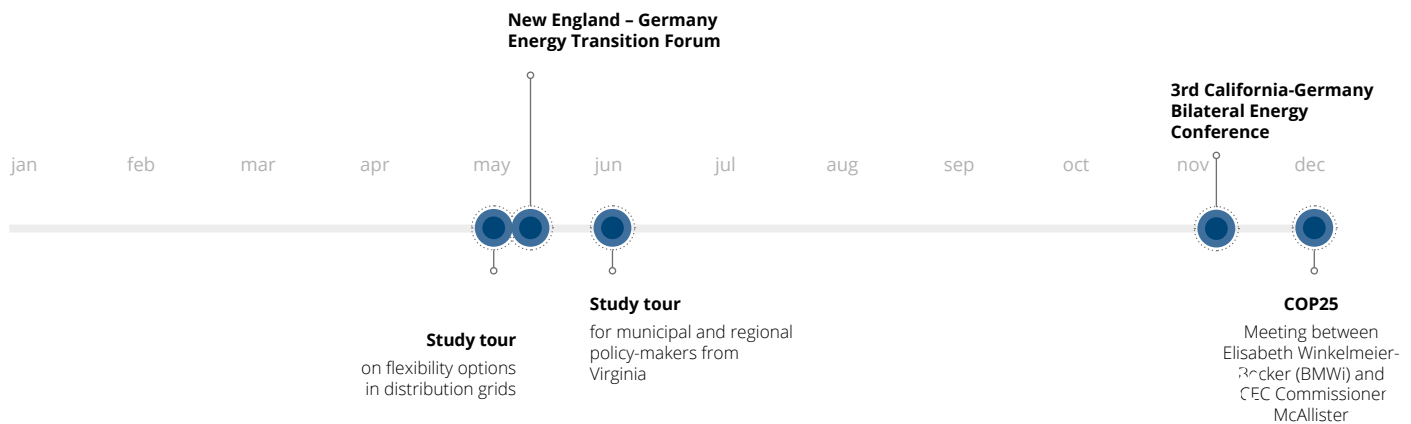 New England – Germany
Energy Transition Forum
3rd California-Germany
Bilateral Energy
Conference
jan feb mar apr may jun jul aug sep oct nov dec
Study tour
on flexibility options
in distribution grids
Study tour
for municipal and regional
policy-makers from
Virginia
COP25
Meeting between
Elisabeth Winkelmeier-
Becker (BMWi) and
CEC Commissioner
McAllister